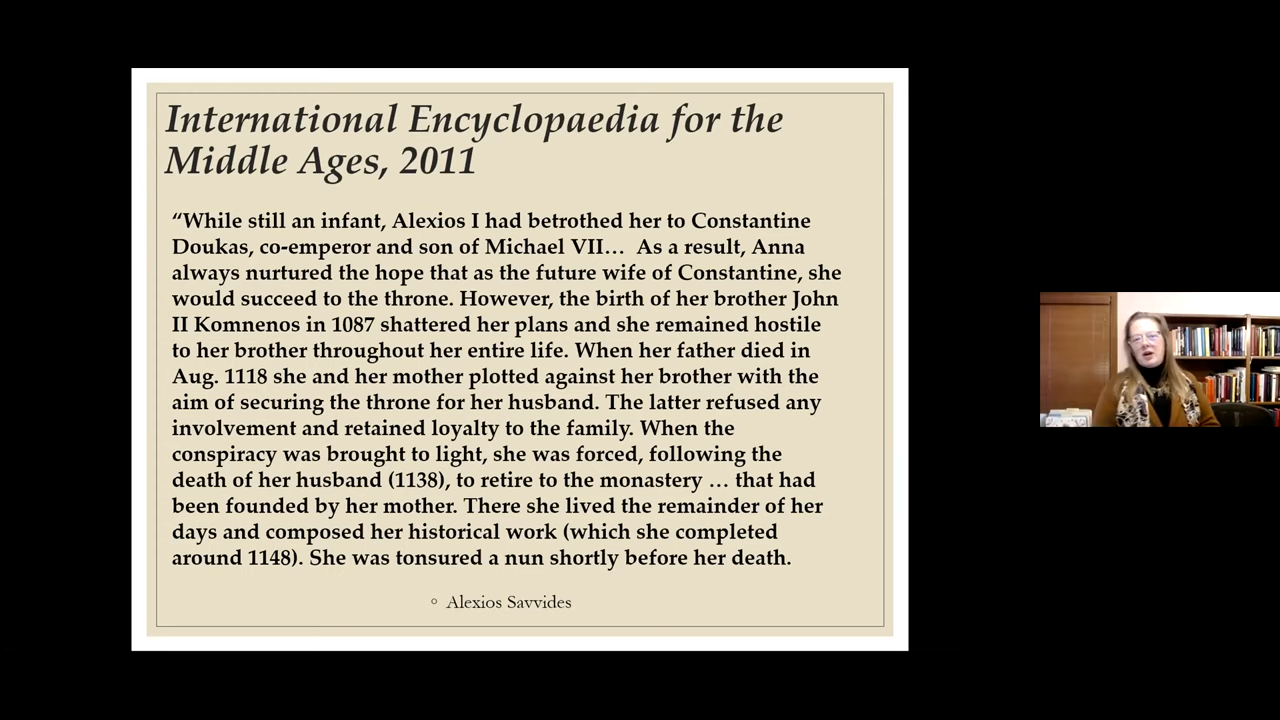 International Encyclopaedia for the
Middle Ages, 2011
“While still an infant, Alexios I had betrothed her to Constantine
Doukas, co-emperor and son of Michael VII… As a result, Anna
always nurtured the hope that as the future wife of Constantine, she
would succeed to the throne. However, the birth of her brother John
II Komnenos in 1087 shattered her plans and she remained hostile
to her brother throughout her entire life. When her father died in
Aug. 1118 she and her mother plotted against her brother with the
aim of securing the throne for her husband. The latter refused any
involvement and retained loyalty to the family. When the
conspiracy was brought to light, she was forced, following the
death of her husband (1138), to retire to the monastery … that had
been founded by her mother. There she lived the remainder of her
days and composed her historical work (which she completed
around 1148). She was tonsured a nun shortly before her death.
◦ Alexios Savvides